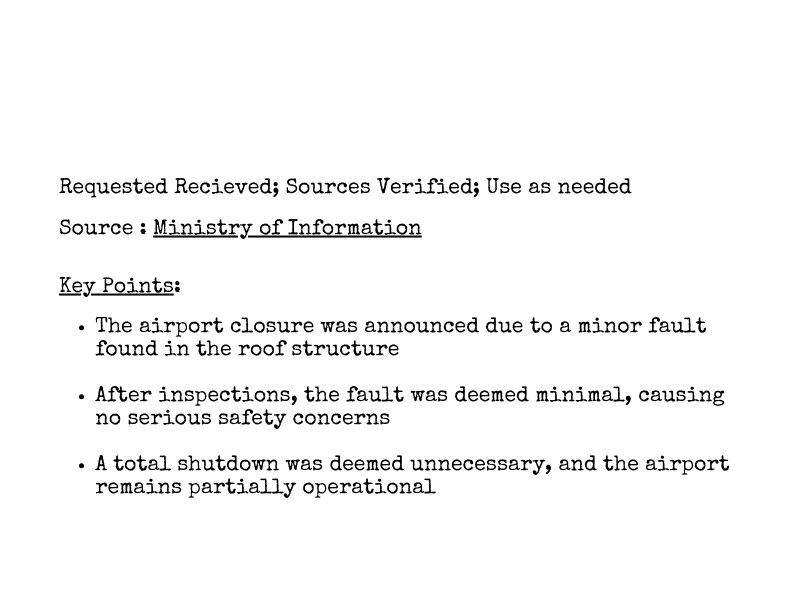 Requested Recieved; Sources Verified; Use as needed
Source : Ministry of Information
Key Points:
• The airport closure was announced due to a minor fault
found in the roof structure
• After inspections, the fault was deemed minimal, causing
no serious safety concerns
• A total shutdown was deemed unnecessary, and the airport
remains partially operational